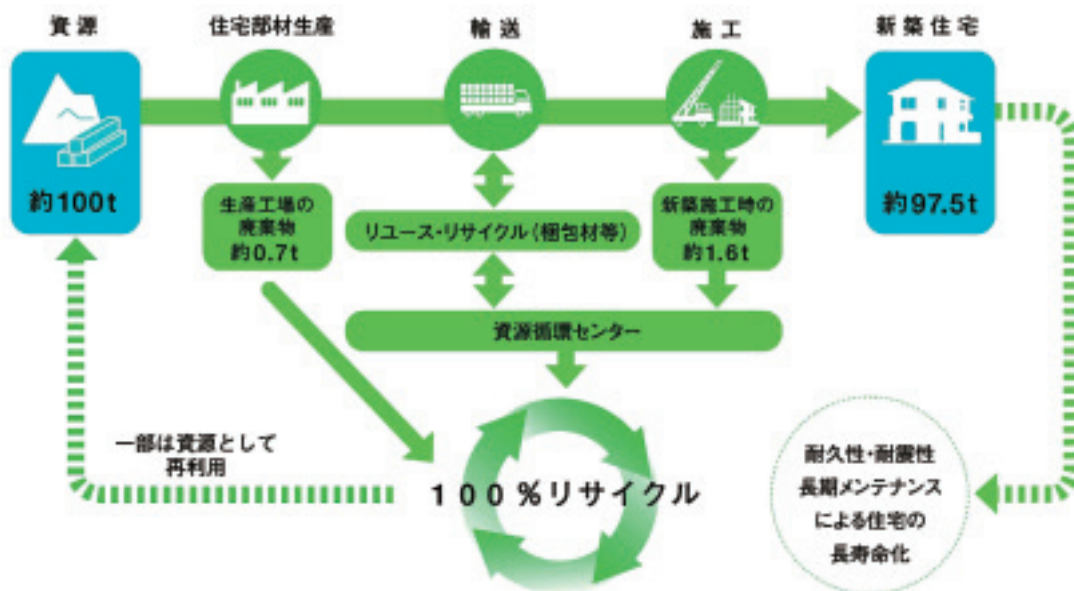 資源
住宅部材生産
輸送
施工
新築住宅
約100t
生産工場の
廃棄物
約0.7t
リユース・リサイクル(梱包材等)
新築施工時の
廃棄物
約1.6t
約97.5t
資源循環センター
一部は資源として
再利用
100%リサイクル
耐久性・耐震性
長期メンテナンス
による住宅の
長寿命化